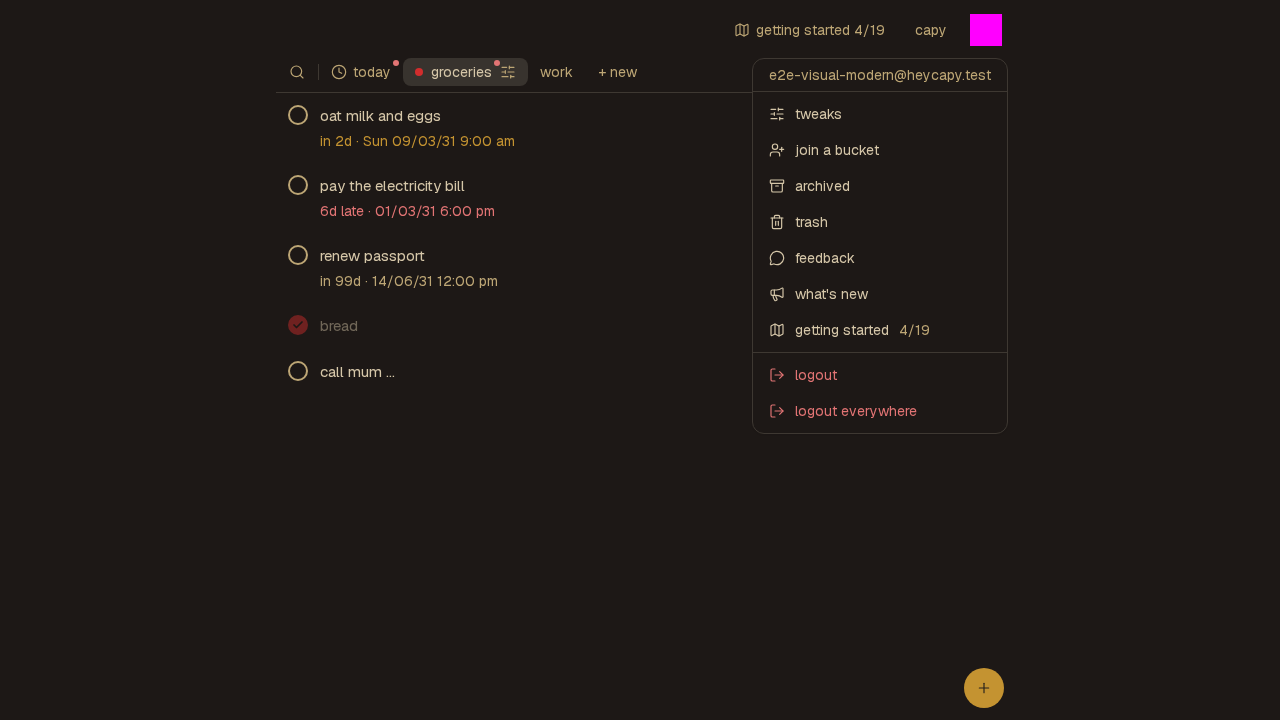 getting started 4/19
capy
today
groceries
work
+ new
oat milk and eggs
in 2d · Sun 09/03/31 9:00 am
pay the electricity bill
6d late · 01/03/31 6:00 pm
renew passport
in 99d · 14/06/31 12:00 pm
bread
call mum ...
e2e-visual-modern@heycapy.test
tweaks
join a bucket
archived
trash
feedback
what's new
getting started 4/19
logout
logout everywhere